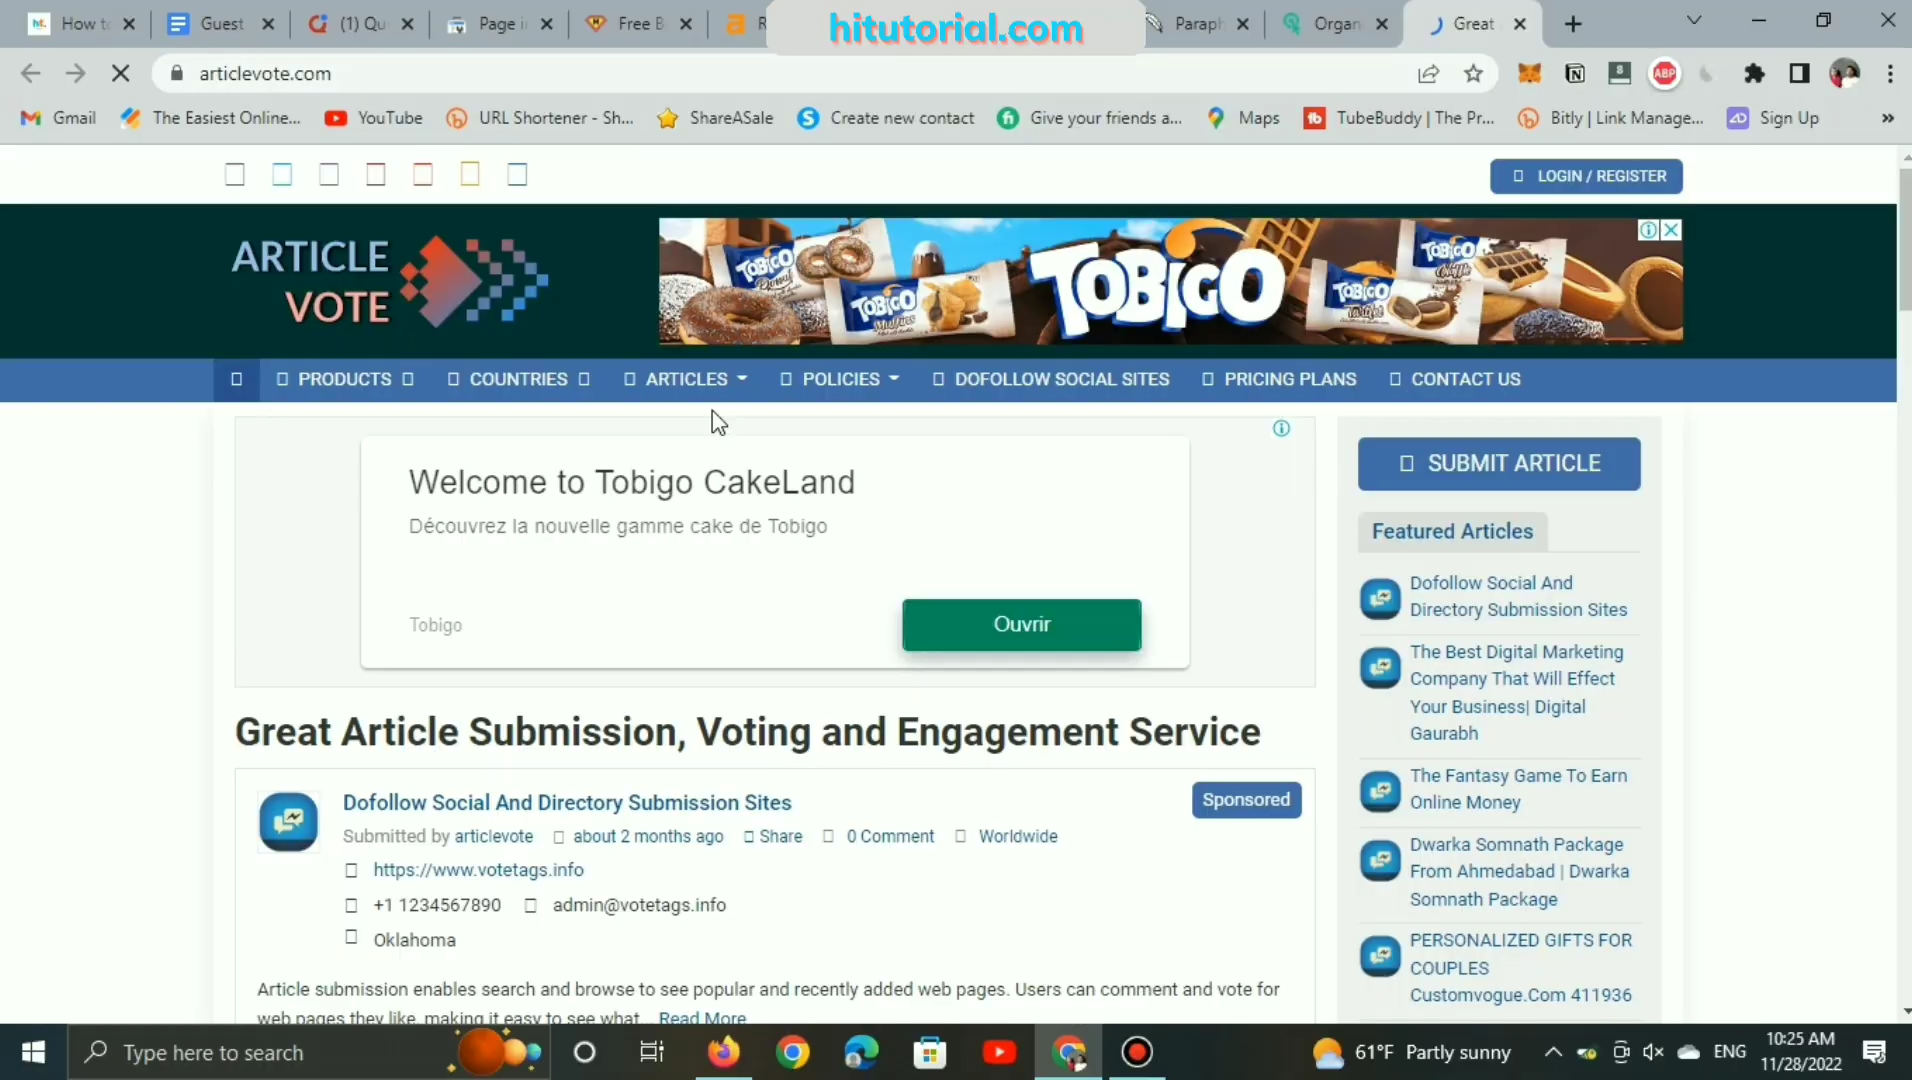 How to
Guest
(1) Qu
Page i
Free B
R
hitutorial.com
Paraph
Organ
Great
articlevote.com
8
ABP
Gmail
The Easiest Online...
YouTube
URL Shortener - Sh...
ShareASale
Create new contact
Give your friends a...
Maps
TubeBuddy | The Pr...
Bitly | Link Manage...
Sign Up
LOGIN / REGISTER
ARTICLE
VOTE
TOBIGO
TOBIGO
TOBIGO
TOBIGO
TOBIGO
PRODUCTS
COUNTRIES
ARTICLES
POLICIES
DOFOLLOW SOCIAL SITES
PRICING PLANS
CONTACT US
Welcome to Tobigo CakeLand
Découvrez la nouvelle gamme cake de Tobigo
Tobigo
Ouvrir
SUBMIT ARTICLE
Featured Articles
Dofollow Social And
Directory Submission Sites
The Best Digital Marketing
Company That Will Effect
Your Business| Digital
Gaurabh
The Fantasy Game To Earn
Online Money
Dwarka Somnath Package
From Ahmedabad | Dwarka
Somnath Package
PERSONALIZED GIFTS FOR
COUPLES
Customvogue.Com 411936
Great Article Submission, Voting and Engagement Service
Dofollow Social And Directory Submission Sites
Sponsored
Submitted by articlevote about 2 months ago Share 0 Comment Worldwide
https://www.votetags.info
+1 1234567890 admin@votetags.info
Oklahoma
Article submission enables search and browse to see popular and recently added web pages. Users can comment and vote for
web pages they like, making it easy to see what... Read More
Type here to search
61°F Partly sunny
ENG
10:25 AM
11/28/2022